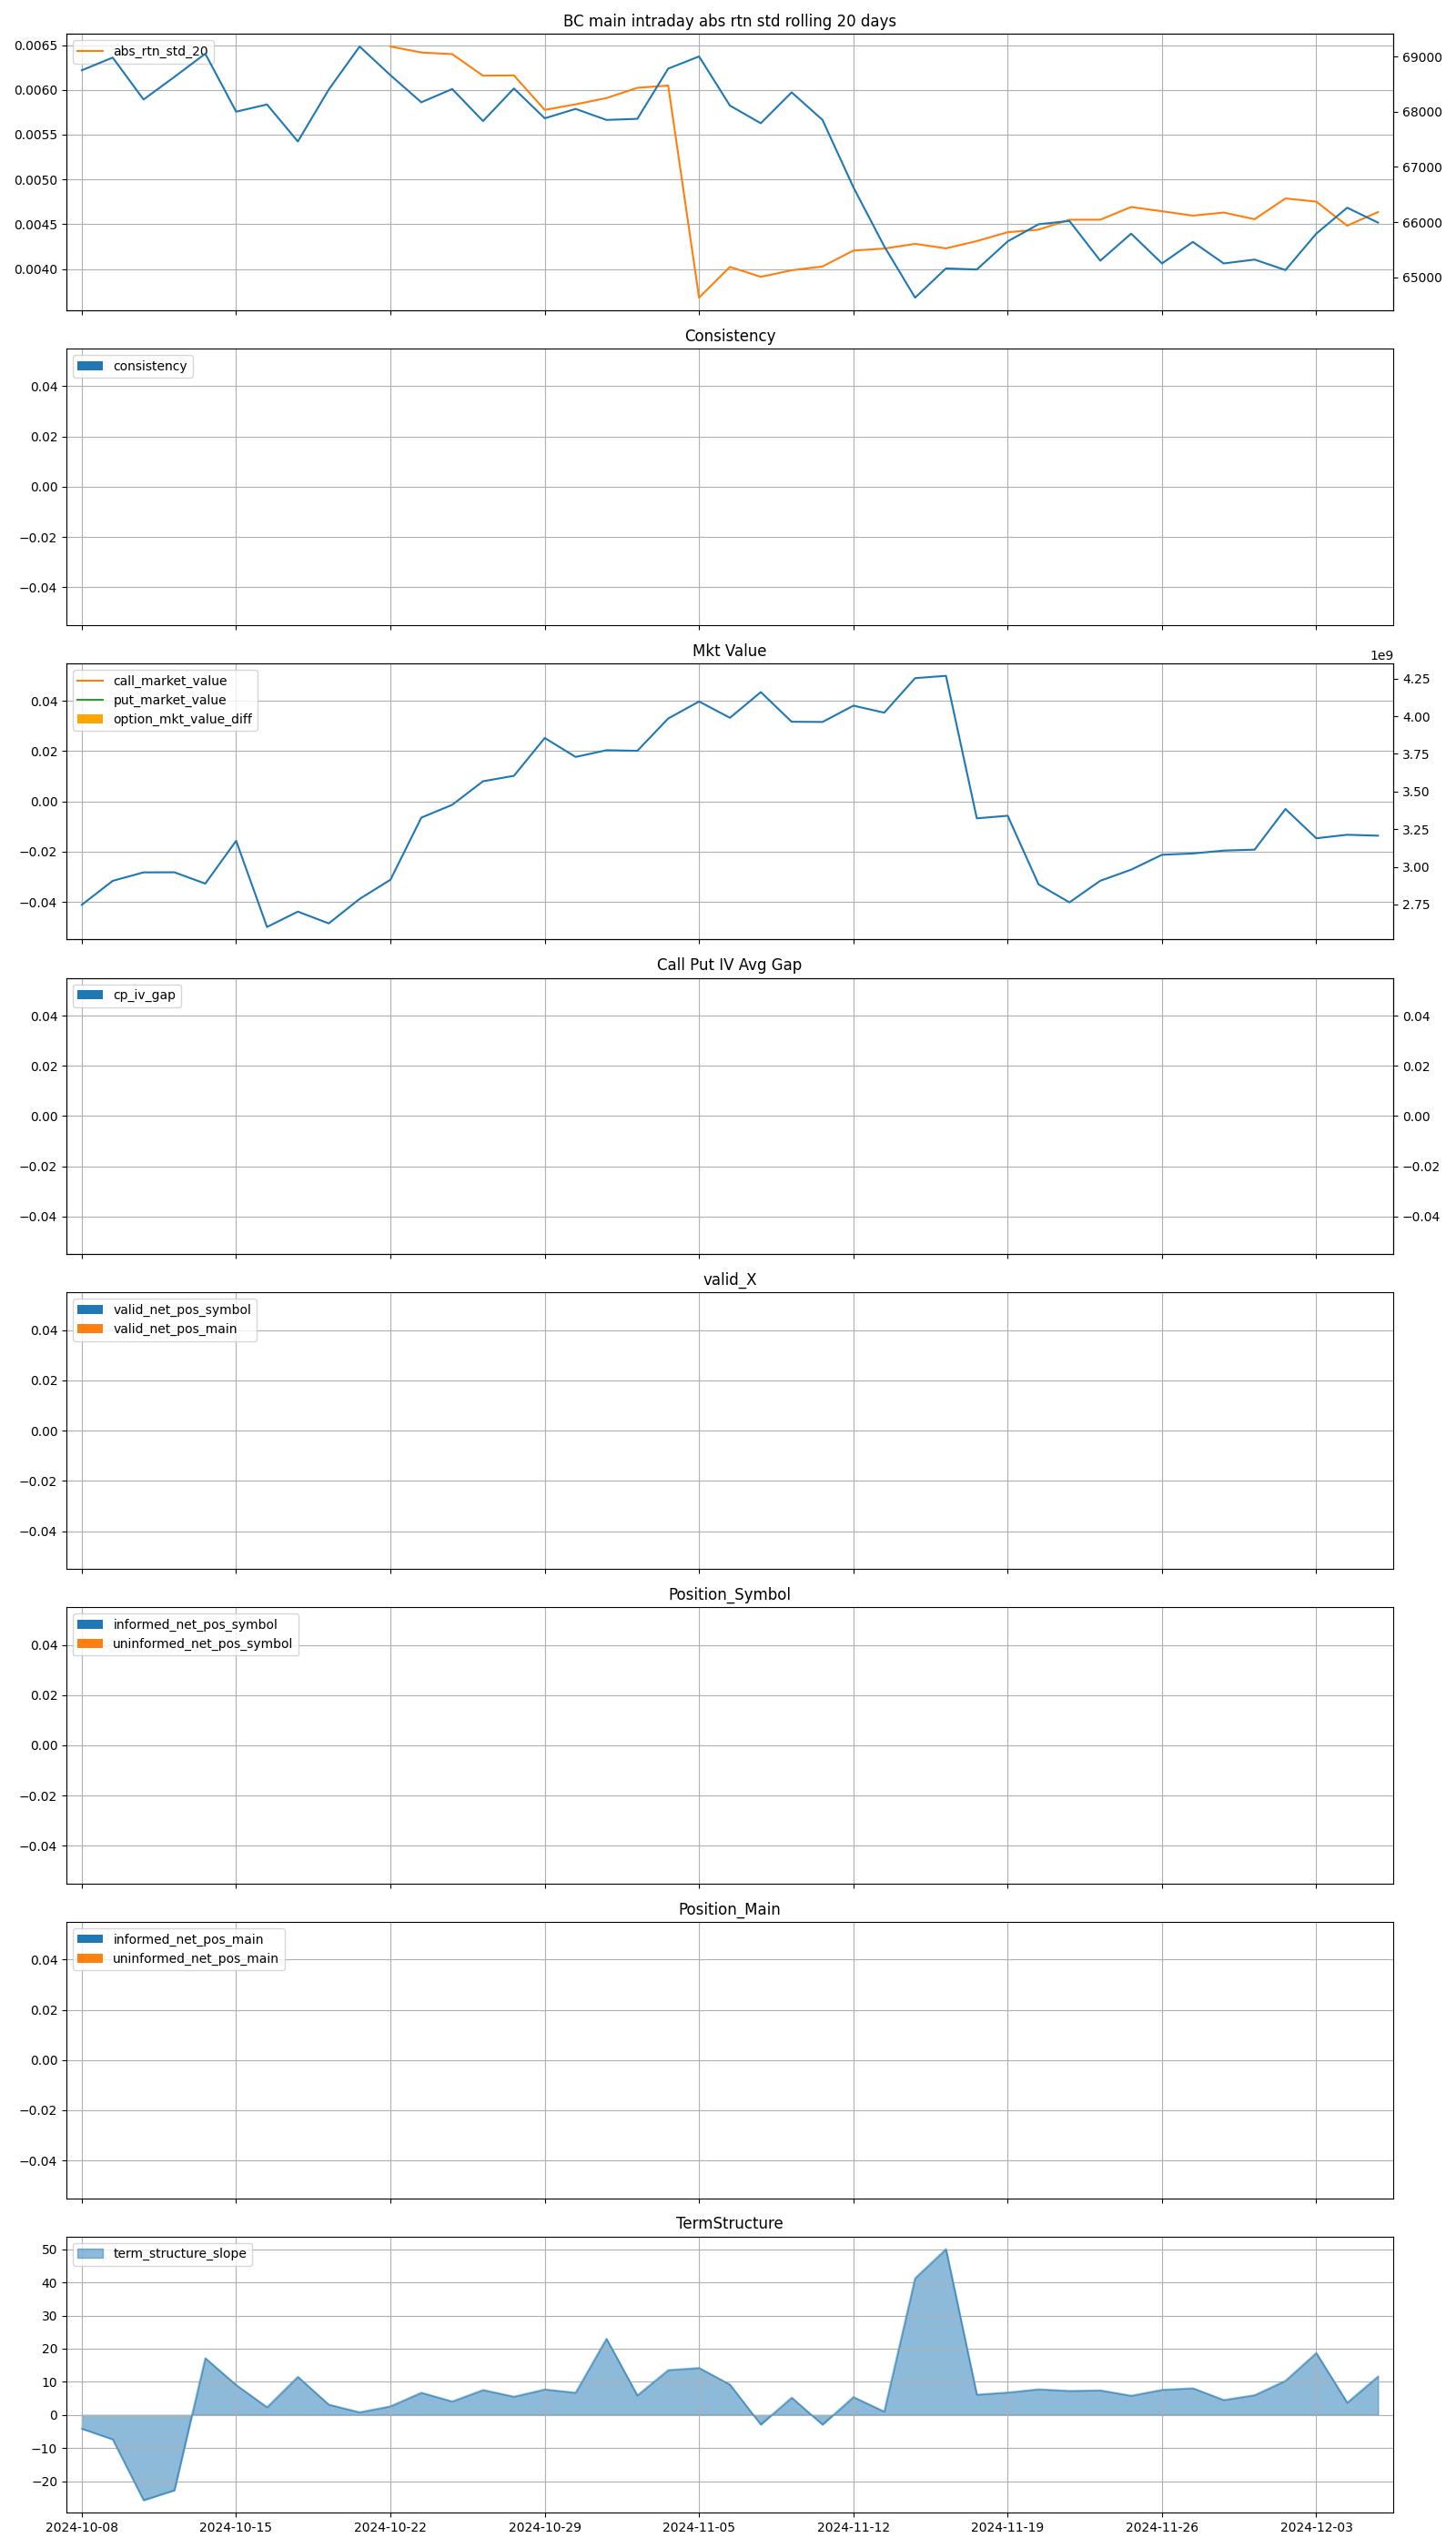 BC main intraday abs rtn std rolling 20 days
abs_rtn_std_20
0.0065
0.0060
0.0055
0.0050
0.0045
0.0040
69000
68000
67000
66000
65000
Consistency
consistency
0.04
0.02
0.00
−0.02
−0.04
Mkt Value
1e9
call_market_value
put_market_value
option_mkt_value_diff
0.04
0.02
0.00
−0.02
−0.04
4.25
4.00
3.75
3.50
3.25
3.00
2.75
Call Put IV Avg Gap
cp_iv_gap
0.04
0.02
0.00
−0.02
−0.04
0.04
0.02
0.00
−0.02
−0.04
valid_X
valid_net_pos_symbol
valid_net_pos_main
0.04
0.02
0.00
−0.02
−0.04
Position_Symbol
informed_net_pos_symbol
uninformed_net_pos_symbol
0.04
0.02
0.00
−0.02
−0.04
Position_Main
informed_net_pos_main
uninformed_net_pos_main
0.04
0.02
0.00
−0.02
−0.04
TermStructure
term_structure_slope
50
40
30
20
10
0
−10
−20
2024-10-08 2024-10-15 2024-10-22 2024-10-29 2024-11-05 2024-11-12 2024-11-19 2024-11-26 2024-12-03